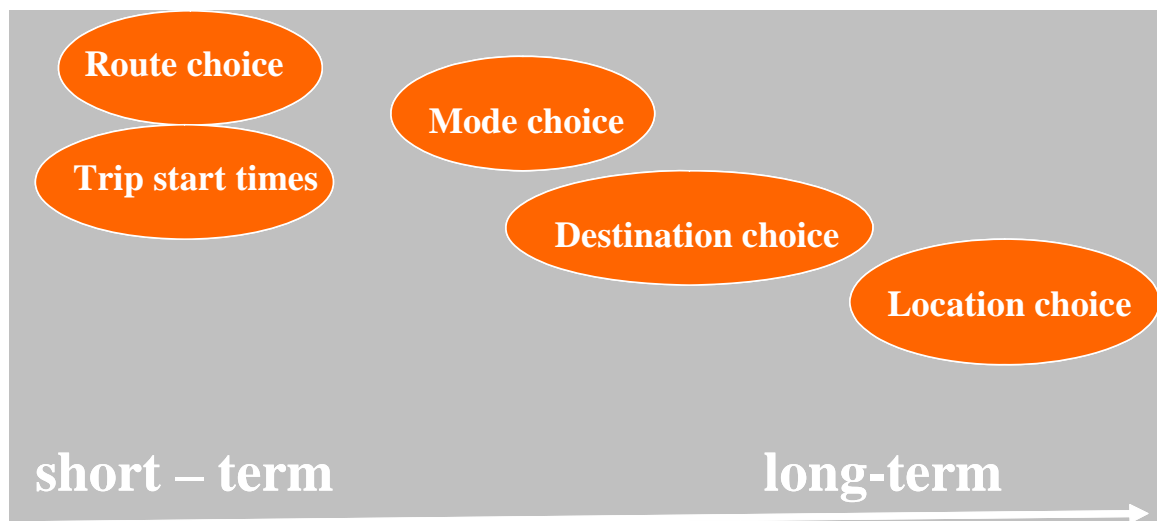 Route choice
Mode choice
Trip start times
Destination choice
Location choice
short – term
long-term